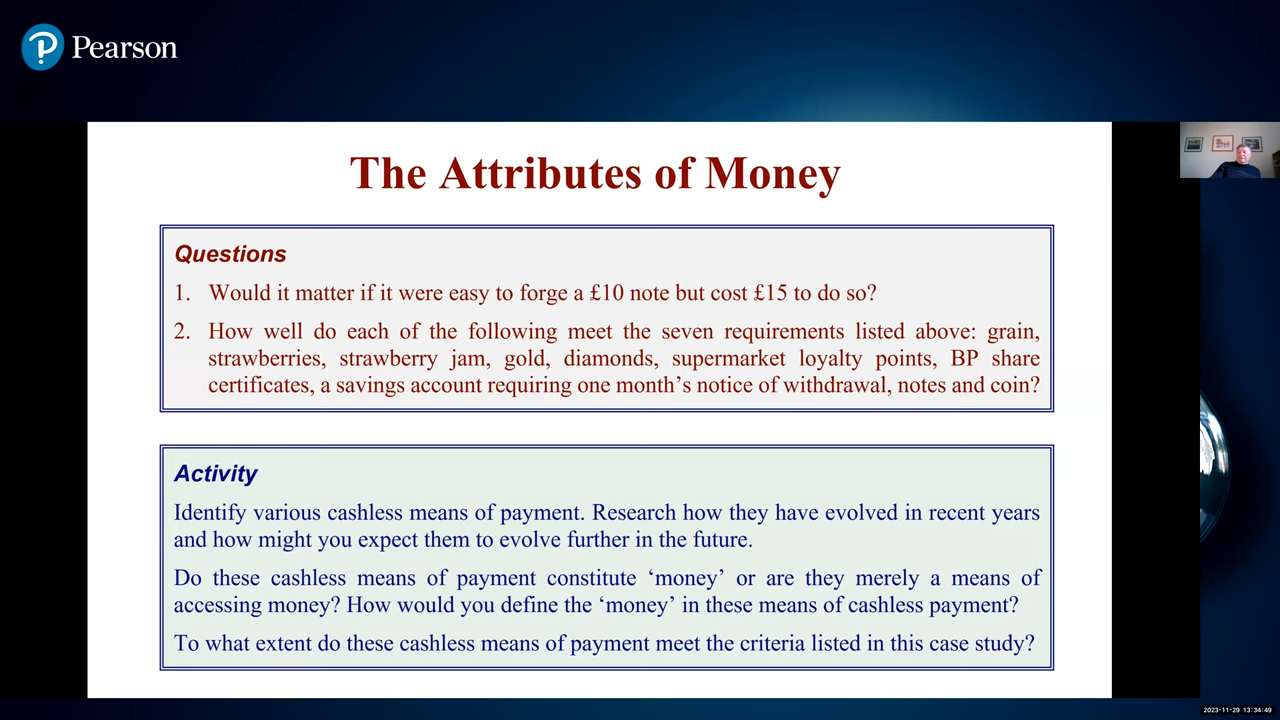 Pearson
The Attributes of Money
Questions
1. Would it matter if it were easy to forge a £10 note but cost £15 to do so?
2. How well do each of the following meet the seven requirements listed above: grain,
strawberries, strawberry jam, gold, diamonds, supermarket loyalty points, BP share
certificates, a savings account requiring one month’s notice of withdrawal, notes and coin?
Activity
Identify various cashless means of payment. Research how they have evolved in recent years
and how might you expect them to evolve further in the future.
Do these cashless means of payment constitute ‘money’ or are they merely a means of
accessing money? How would you define the ‘money’ in these means of cashless payment?
To what extent do these cashless means of payment meet the criteria listed in this case study?
2023-11-29 13:34:49